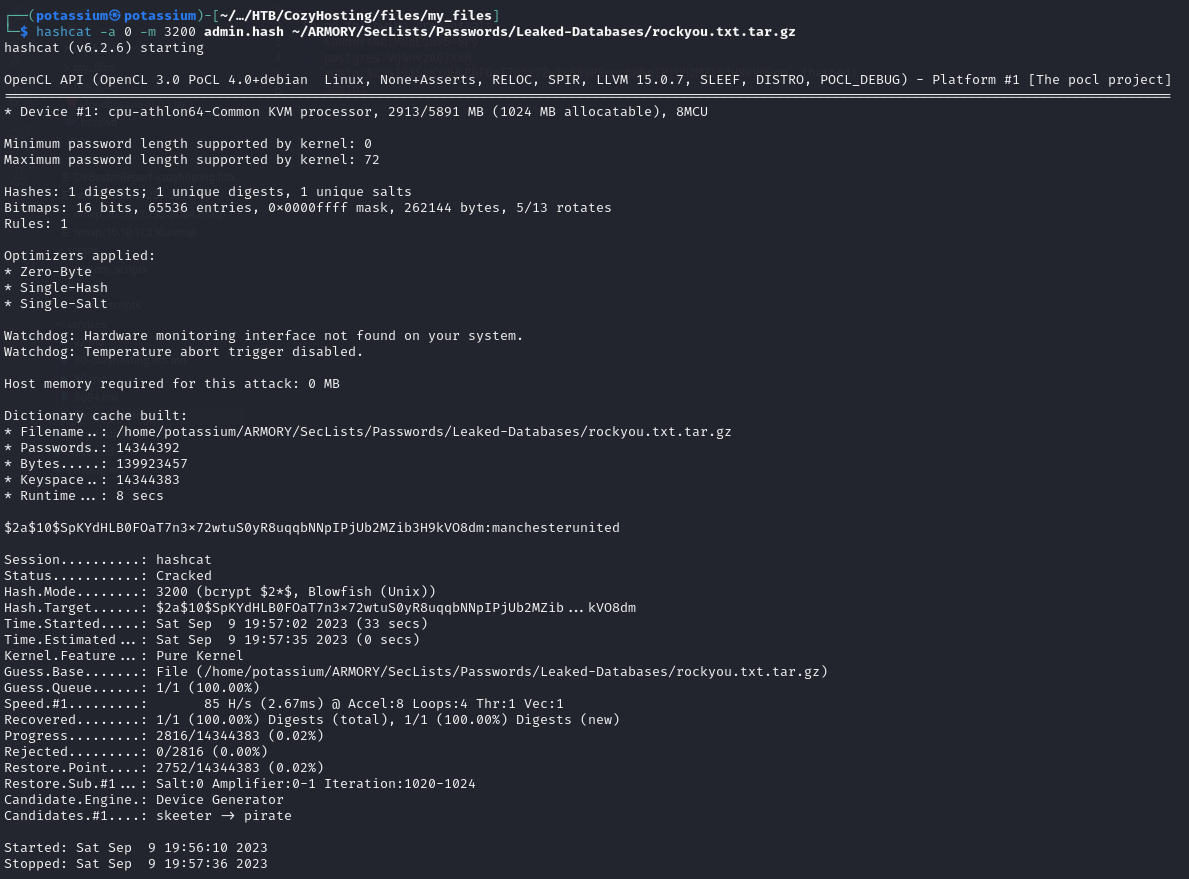 ┌──(potassium㉿potassium)-[~/…/HTB/CozyHosting/files/my_files]
└─$ hashcat -a 0 -m 3200 admin.hash ~/ARMORY/SecLists/Passwords/Leaked-Databases/rockyou.txt.tar.gz
hashcat (v6.2.6) starting
OpenCL API (OpenCL 3.0 PoCL 4.0+debian  Linux, None+Asserts, RELOC, SPIR, LLVM 15.0.7, SLEEF, DISTRO, POCL_DEBUG) - Platform #1 [The pocl project]
* Device #1: cpu-athlon64-Common KVM processor, 2913/5891 MB (1024 MB allocatable), 8MCU
Minimum password length supported by kernel: 0
Maximum password length supported by kernel: 72
Hashes: 1 digests; 1 unique digests, 1 unique salts
Bitmaps: 16 bits, 65536 entries, 0x0000ffff mask, 262144 bytes, 5/13 rotates
Rules: 1
Optimizers applied:
* Zero-Byte
* Single-Hash
* Single-Salt
Watchdog: Hardware monitoring interface not found on your system.
Watchdog: Temperature abort trigger disabled.
Host memory required for this attack: 0 MB
Dictionary cache built:
* Filename..: /home/potassium/ARMORY/SecLists/Passwords/Leaked-Databases/rockyou.txt.tar.gz
* Passwords.: 14344392
* Bytes.....: 139923457
* Keyspace..: 14344383
* Runtime...: 8 secs
$2a$10$SpKYdHLB0FOaT7n3x72wtuS0yR8uqqbNNpIPjUb2MZib3H9kVO8dm:manchesterunited
Session..........: hashcat
Status...........: Cracked
Hash.Mode........: 3200 (bcrypt $2*$, Blowfish (Unix))
Hash.Target......: $2a$10$SpKYdHLB0FOaT7n3x72wtuS0yR8uqqbNNpIPjUb2MZib...kVO8dm
Time.Started.....: Sat Sep  9 19:57:02 2023 (33 secs)
Time.Estimated...: Sat Sep  9 19:57:35 2023 (0 secs)
Kernel.Feature...: Pure Kernel
Guess.Base.......: File (/home/potassium/ARMORY/SecLists/Passwords/Leaked-Databases/rockyou.txt.tar.gz)
Guess.Queue......: 1/1 (100.00%)
Speed.#1.........:       85 H/s (2.67ms) @ Accel:8 Loops:4 Thr:1 Vec:1
Recovered........: 1/1 (100.00%) Digests (total), 1/1 (100.00%) Digests (new)
Progress.........: 2816/14344383 (0.02%)
Rejected.........: 0/2816 (0.00%)
Restore.Point....: 2752/14344383 (0.02%)
Restore.Sub.#1...: Salt:0 Amplifier:0-1 Iteration:1020-1024
Candidate.Engine.: Device Generator
Candidates.#1....: skeeter -> pirate
Started: Sat Sep  9 19:56:10 2023
Stopped: Sat Sep  9 19:57:36 2023